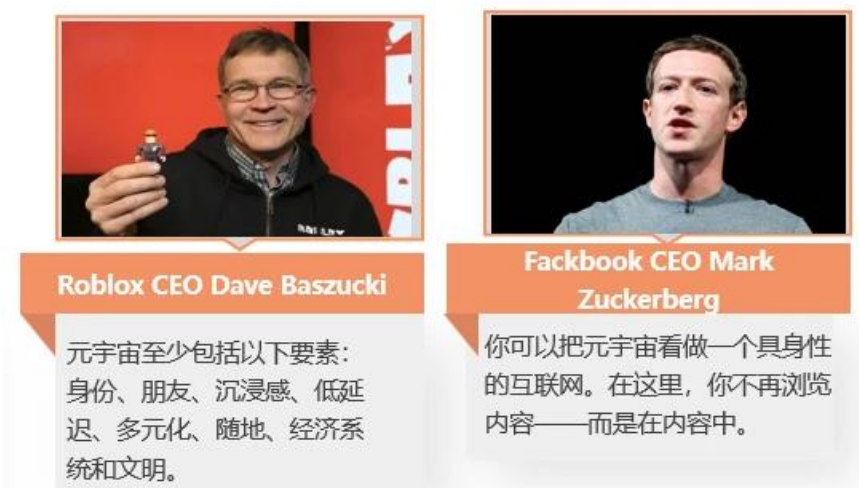 Roblox CEO Dave Baszucki
元宇宙至少包括以下要素：
身份、朋友、沉浸感、低延
迟、多元化、随地、经济系
统和文明。
Fackbook CEO Mark
Zuckerberg
你可以把元宇宙看做一个具身性
的互联网。在这里，你不再浏览
内容——而是在内容中。